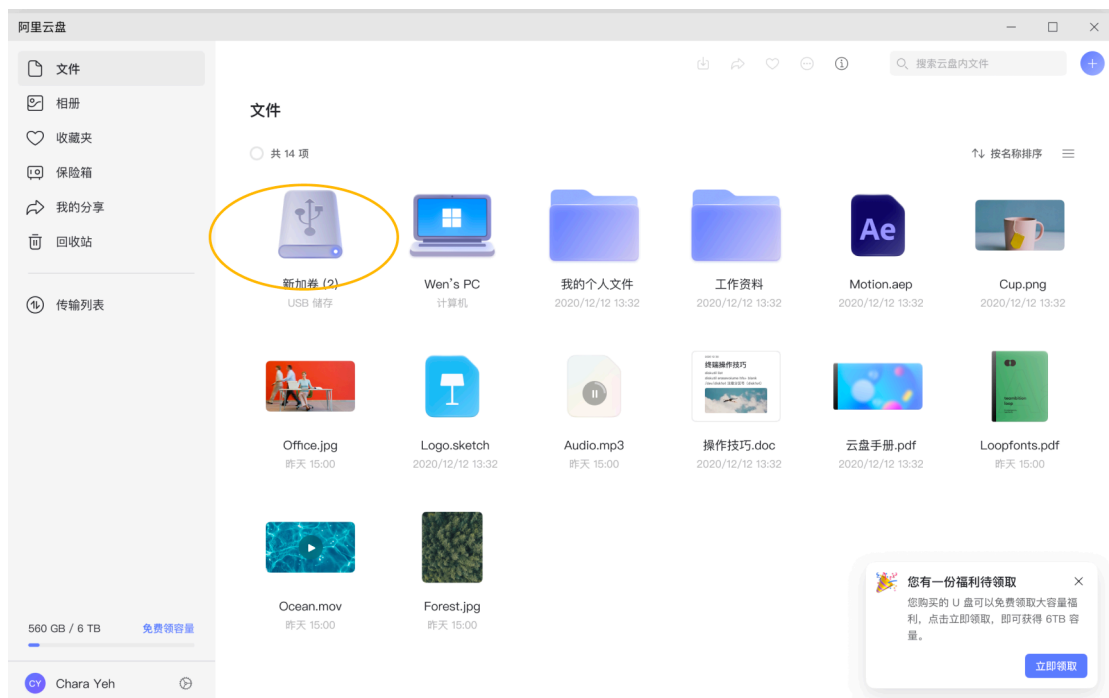 阿里云盘
文件
相册
收藏夹
保险箱
我的分享
回收站
传输列表
560 GB / 6 TB 免费领容量
CY Chara Yeh
搜索云盘内文件
文件
共 14 项
按名称排序
新加卷 (2)
USB 储存
Wen's PC
计算机
我的个人文件
2020/12/12 13:32
工作资料
2020/12/12 13:32
Ae
Motion.aep
2020/12/12 13:32
Cup.png
2020/12/12 13:32
Office.jpg
昨天 15:00
Logo.sketch
2020/12/12 13:32
Audio.mp3
昨天 15:00
终端操作技巧
操作技巧.doc
2020/12/12 13:32
云盘手册.pdf
2020/12/12 13:32
Loopfonts.pdf
昨天 15:00
Ocean.mov
昨天 15:00
Forest.jpg
昨天 15:00
您有一份福利待领取
您购买的 U 盘可以免费领取大容量福
利，点击立即领取，即可获得 6TB 容
量。
立即领取